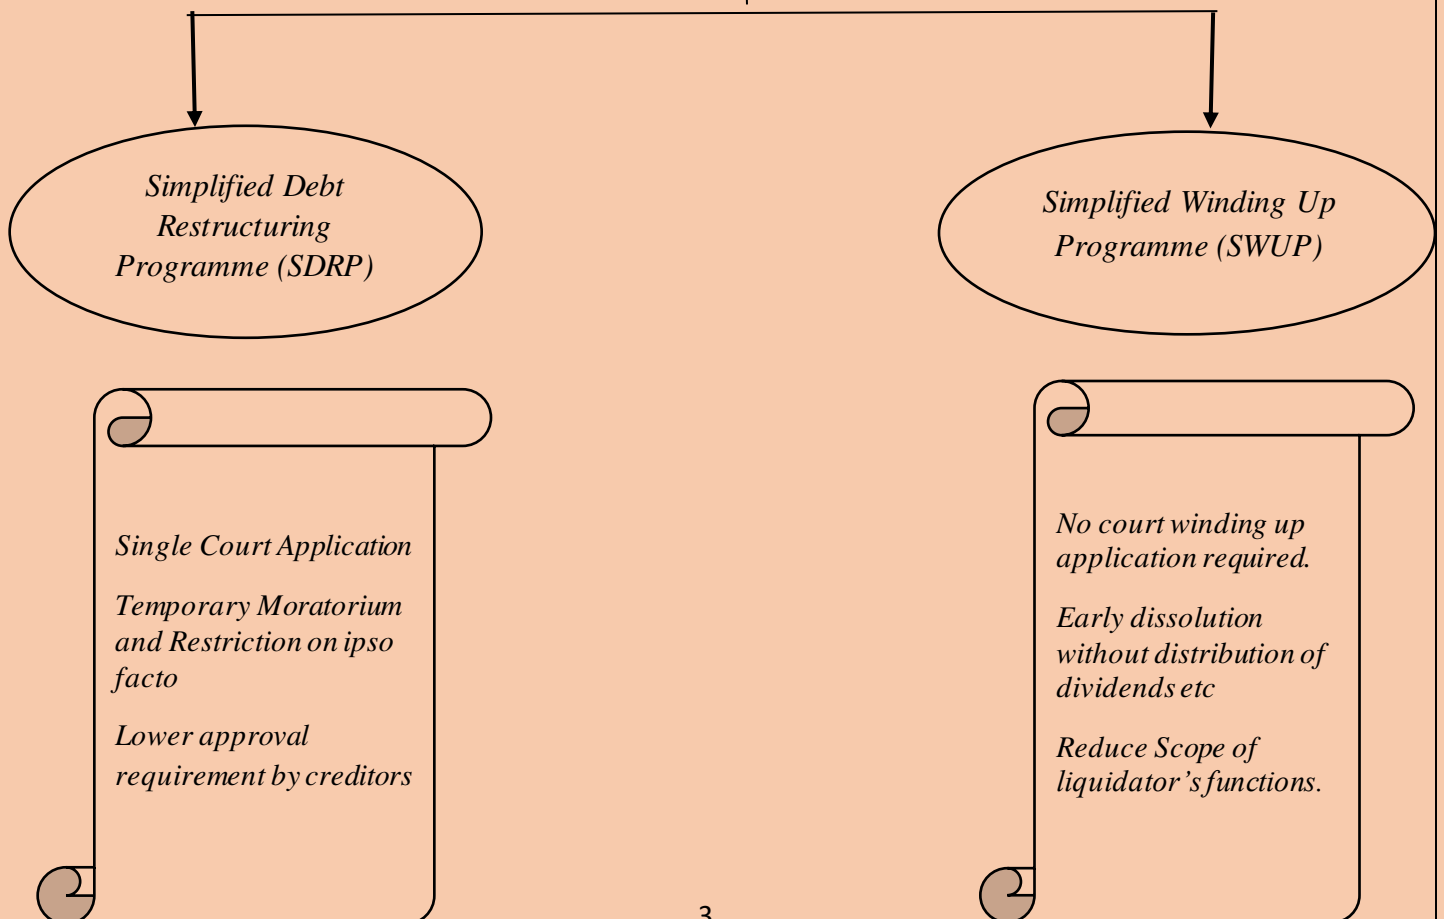 Simplified Debt
Restructuring
Programme (SDRP)
Simplified Winding Up
Programme (SWUP)
Single Court Application
Temporary Moratorium
and Restriction on ipso
facto
Lower approval
requirement by creditors
No court winding up
application required.
Early dissolution
without distribution of
dividends etc
Reduce Scope of
liquidator’s functions.
3